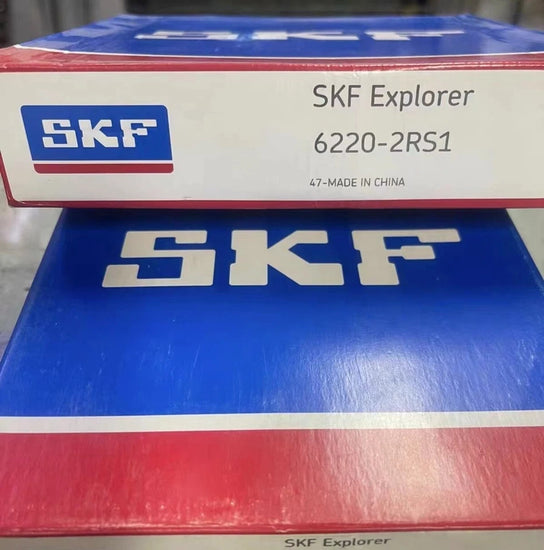 SKF
SKF
SKF Explorer
6220-2RS1
47-MADE IN CHINA
SKF
SKF Explorer